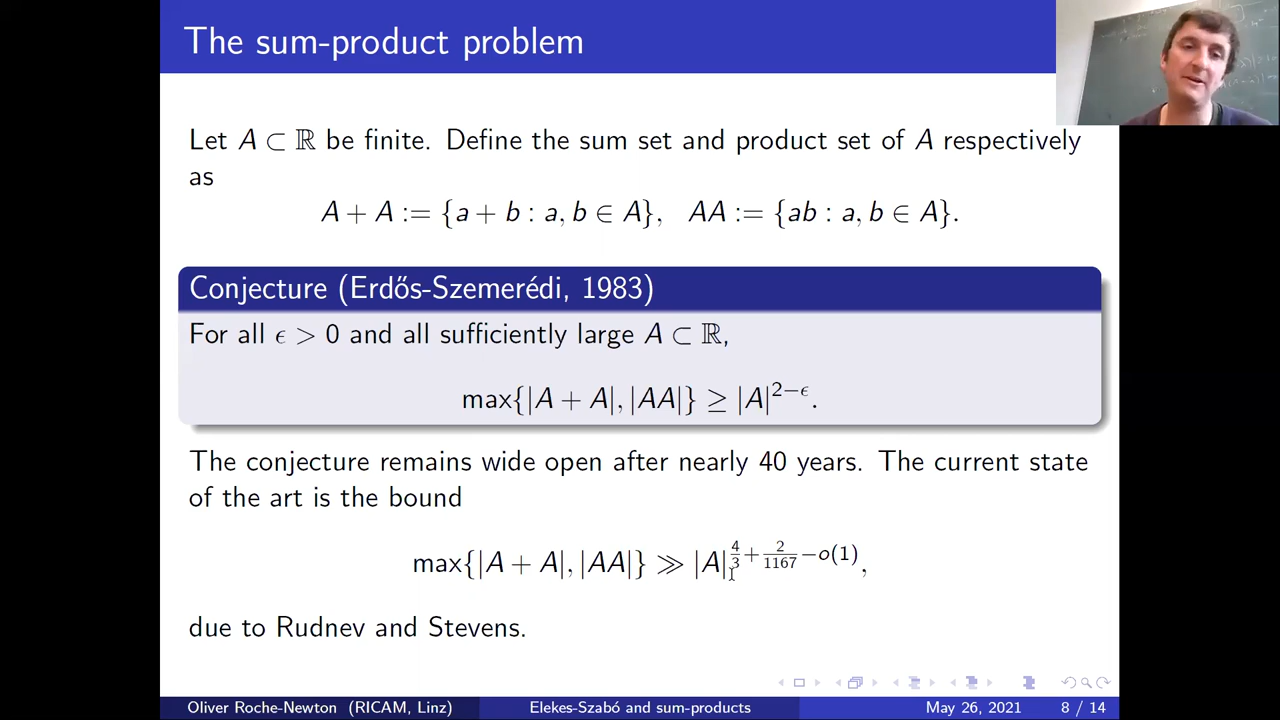 The sum-product problem
Let A ⊂ ℝ be finite. Define the sum set and product set of A respectively
as
A + A := {a + b : a, b ∈ A}, AA := {ab : a, b ∈ A}.
Conjecture (Erdős-Szemerédi, 1983)
For all ϵ > 0 and all sufficiently large A ⊂ ℝ,
max{|A + A|, |AA|} ≥ |A|^{2−ϵ}.
The conjecture remains wide open after nearly 40 years. The current state
of the art is the bound
max{|A + A|, |AA|} ≫ |A|^{\frac{4}{3}+\frac{2}{1167}−o(1)},
due to Rudnev and Stevens.
Oliver Roche-Newton (RICAM, Linz) Elekes-Szabó and sum-products May 26, 2021 8 / 14